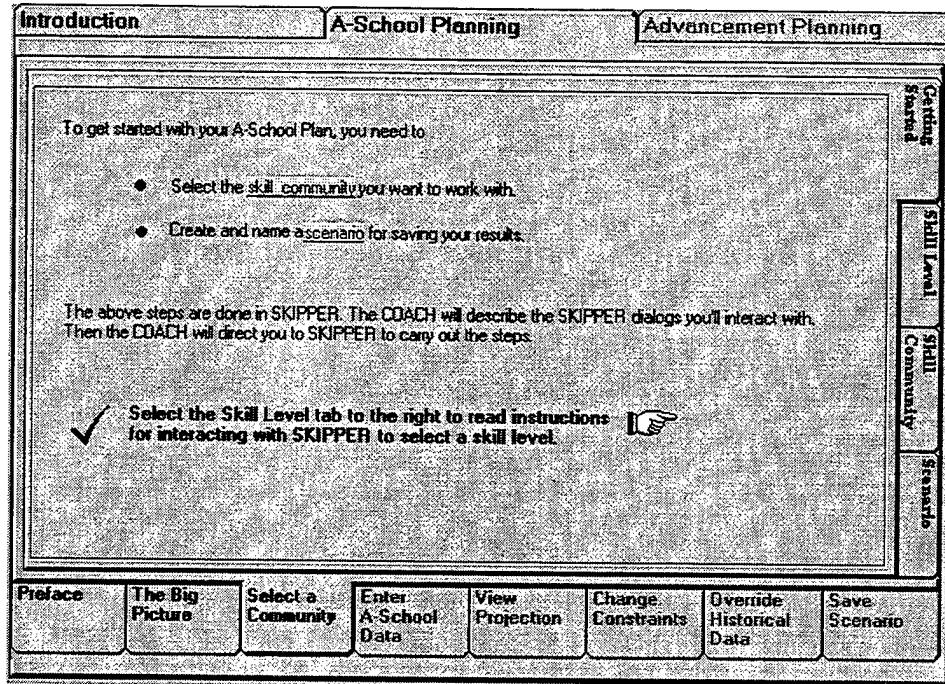 Introduction
A-School Planning
Advancement Planning
Getting
Started
To get started with your A-School Plan, you need to
● Select the skill community you want to work with.
● Create and name a scenario for saving your results.
Skill Level
The above steps are done in SKIPPER. The COACH will describe the SKIPPER dialogs you'll interact with.
Then the COACH will direct you to SKIPPER to carry out the steps.
Skill
Community
Select the Skill Level tab to the right to read instructions
for interacting with SKIPPER to select a skill level.
Scenario
Preface
The Big
Picture
Select a
Community
Enter
A-School
Data
View
Projection
Change
Constraints
Override
Historical
Data
Save
Scenario